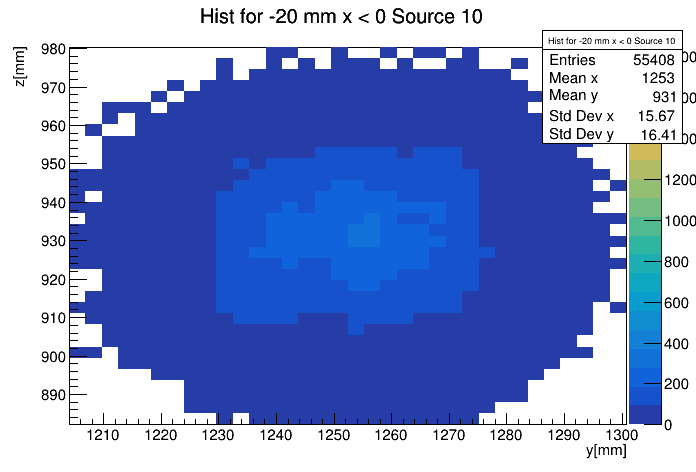 Hist for -20 mm x < 0 Source 10
Hist for -20 mm x < 0 Source 10
Entries 55408
Mean x 1253
Mean y 931
Std Dev x 15.67
Std Dev y 16.41
z[mm]
980
970
960
950
940
930
920
910
900
890
1210 1220 1230 1240 1250 1260 1270 1280 1290 1300
y[mm]
1200
1000
800
600
400
200
0